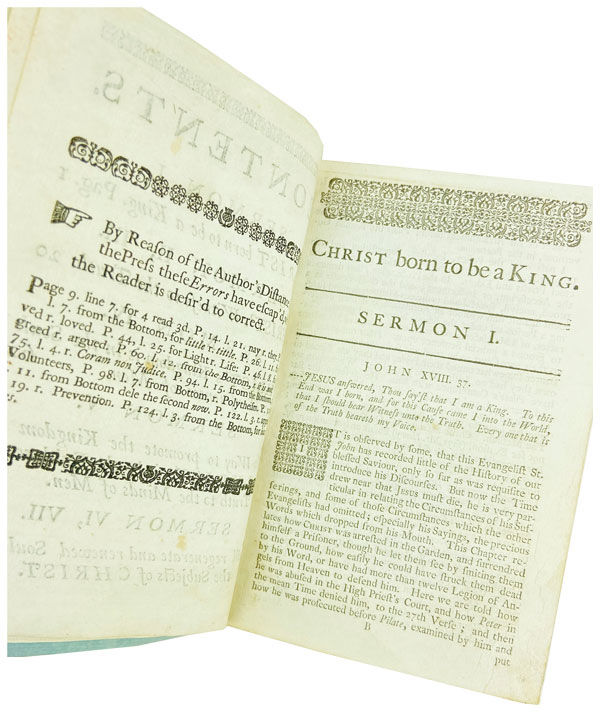 By Reason of the Author's Distance
the Press these Errors have escap'd
the Reader is desir'd to correct.
Page 9. line 7. for 4 read 3d. P. 14. l. 21. nay r. they
l. 7. from the Bottom, for little r. tittle. P. 26. l.
ved r. loved. P. 44. l. 25. for Light r. Life: P. 46. l.
greed r. argued. P. 60. l. 12. from the Bottom,
75. l. 4. r. Coram non Judice. P. 94. l. 15. from the Bottom
Volunteers, P. 98. l. 7. from Bottom, r. Polytheism. P.
11. from Bottom dele the second now. P. 122. l. 3.
19. r. Prevention. P. 124. l. 3. from the Bottom, for
rs.
CHRIST born to be a KING.
SERMON I.
JOHN XVIII. 37.
JESUS answered, Thou say'st that I am a King. To this
End was I born, and for this Cause came I into the World,
that I should bear Witness unto the Truth. Every one that is
of the Truth heareth my Voice.
IT is observed by some, that this Evangelist St.
John has recorded little of the History of our
blessed Saviour, only so far as was requisite to
introduce his Discourses. But now the Time
drew near that Jesus must die, he is very par-
ticular in relating the Circumstances of his Suf-
ferings, and some of those Circumstances which the other
Evangelists had omitted; especially his Sayings, the precious
Words which dropped from his Mouth. This Chapter re-
lates how CHRIST was arrested in the Garden, and surrendred
himself a Prisoner, though he let them see by smiting them
to the Ground, how easily he could have struck them dead
by his Word, or have had more than twelve Legion of An-
gels from Heaven to defend him. Here we are told how
he was abused in the High Priest's Court, and how Peter in
the mean Time denied him, to the 27th Verse; and then
how he was prosecuted before Pilate, examined by him and
B
put